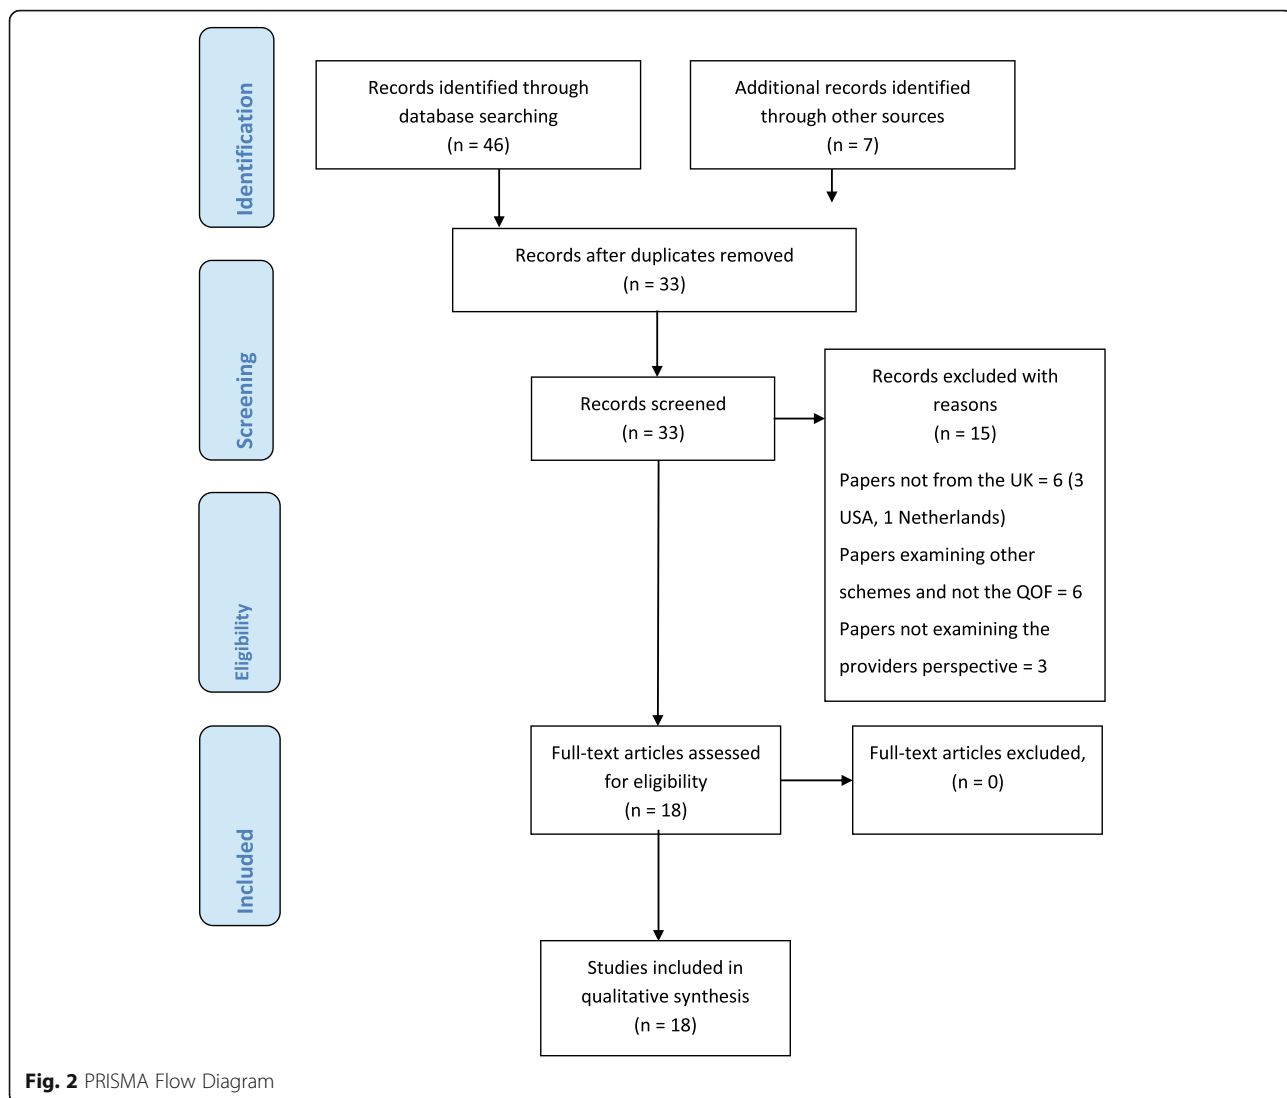 Identification
Records identified through
database searching
(n = 46)
Additional records identified
through other sources
(n = 7)
Records after duplicates removed
(n = 33)
Screening
Records screened
(n = 33)
Records excluded with
reasons
(n = 15)
Papers not from the UK = 6 (3
USA, 1 Netherlands)
Papers examining other
schemes and not the QOF = 6
Papers not examining the
providers perspective = 3
Eligibility
Full-text articles assessed
for eligibility
(n = 18)
Full-text articles excluded,
(n = 0)
Included
Studies included in
qualitative synthesis
(n = 18)
Fig. 2 PRISMA Flow Diagram